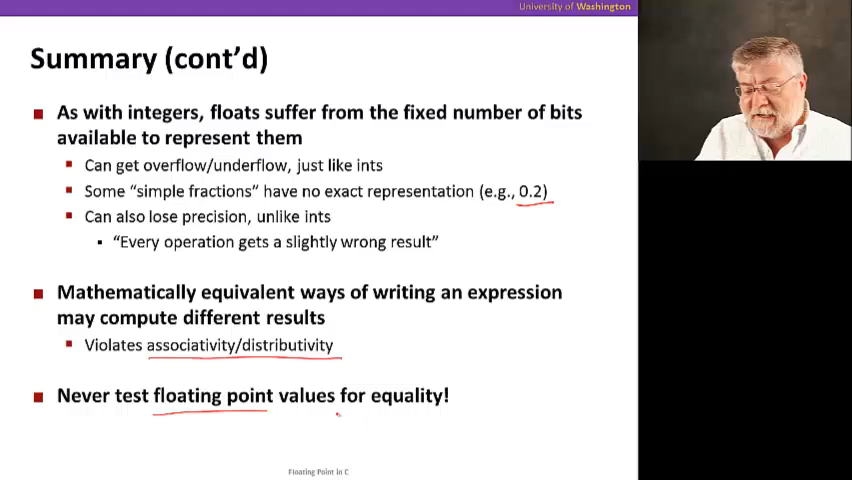 University of Washington
Summary (cont’d)
As with integers, floats suffer from the fixed number of bits
available to represent them
Can get overflow/underflow, just like ints
Some “simple fractions” have no exact representation (e.g., 0.2)
Can also lose precision, unlike ints
“Every operation gets a slightly wrong result”
Mathematically equivalent ways of writing an expression
may compute different results
Violates associativity/distributivity
Never test floating point values for equality!
Floating Point in C